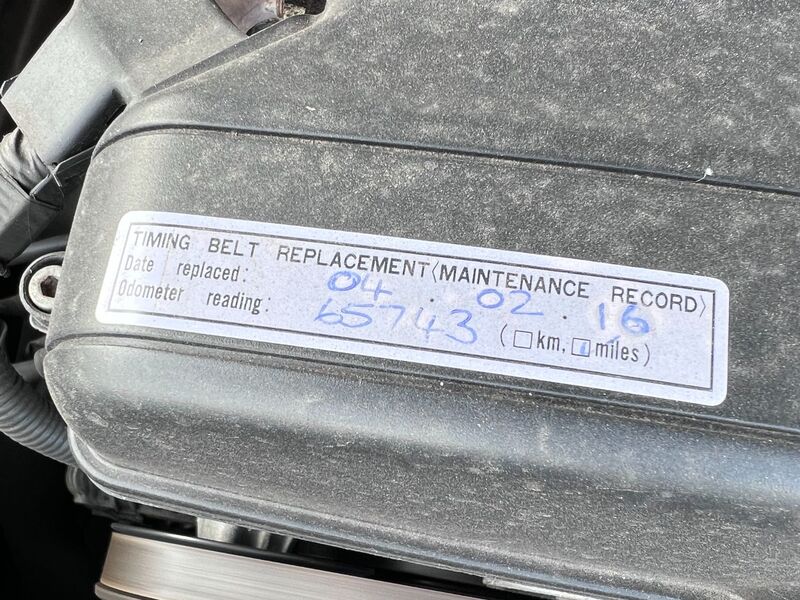 TIMING BELT REPLACEMENT〈MAINTENANCE RECORD〉
Date replaced: 04 . 02 . 16
Odometer reading: 65743 (□km, □miles)